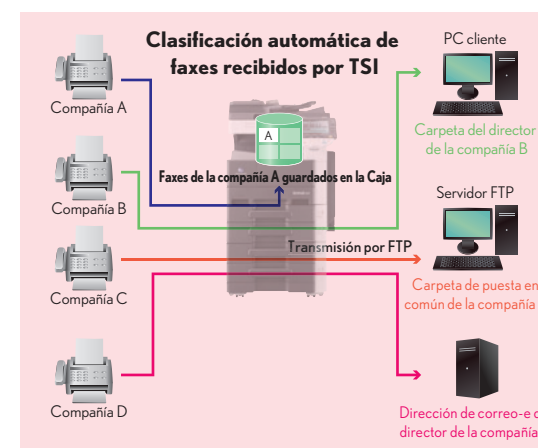 Clasificación automática de
faxes recibidos por TSI
PC cliente
Compañía A
A
Carpeta del director
de la compañía B
Faxes de la compañía A guardados en la Caja
Compañía B
Servidor FTP
Transmisión por FTP
Compañía C
Carpeta de puesta en
común de la compañía
Compañía D
Dirección de correo-e d
director de la compañía